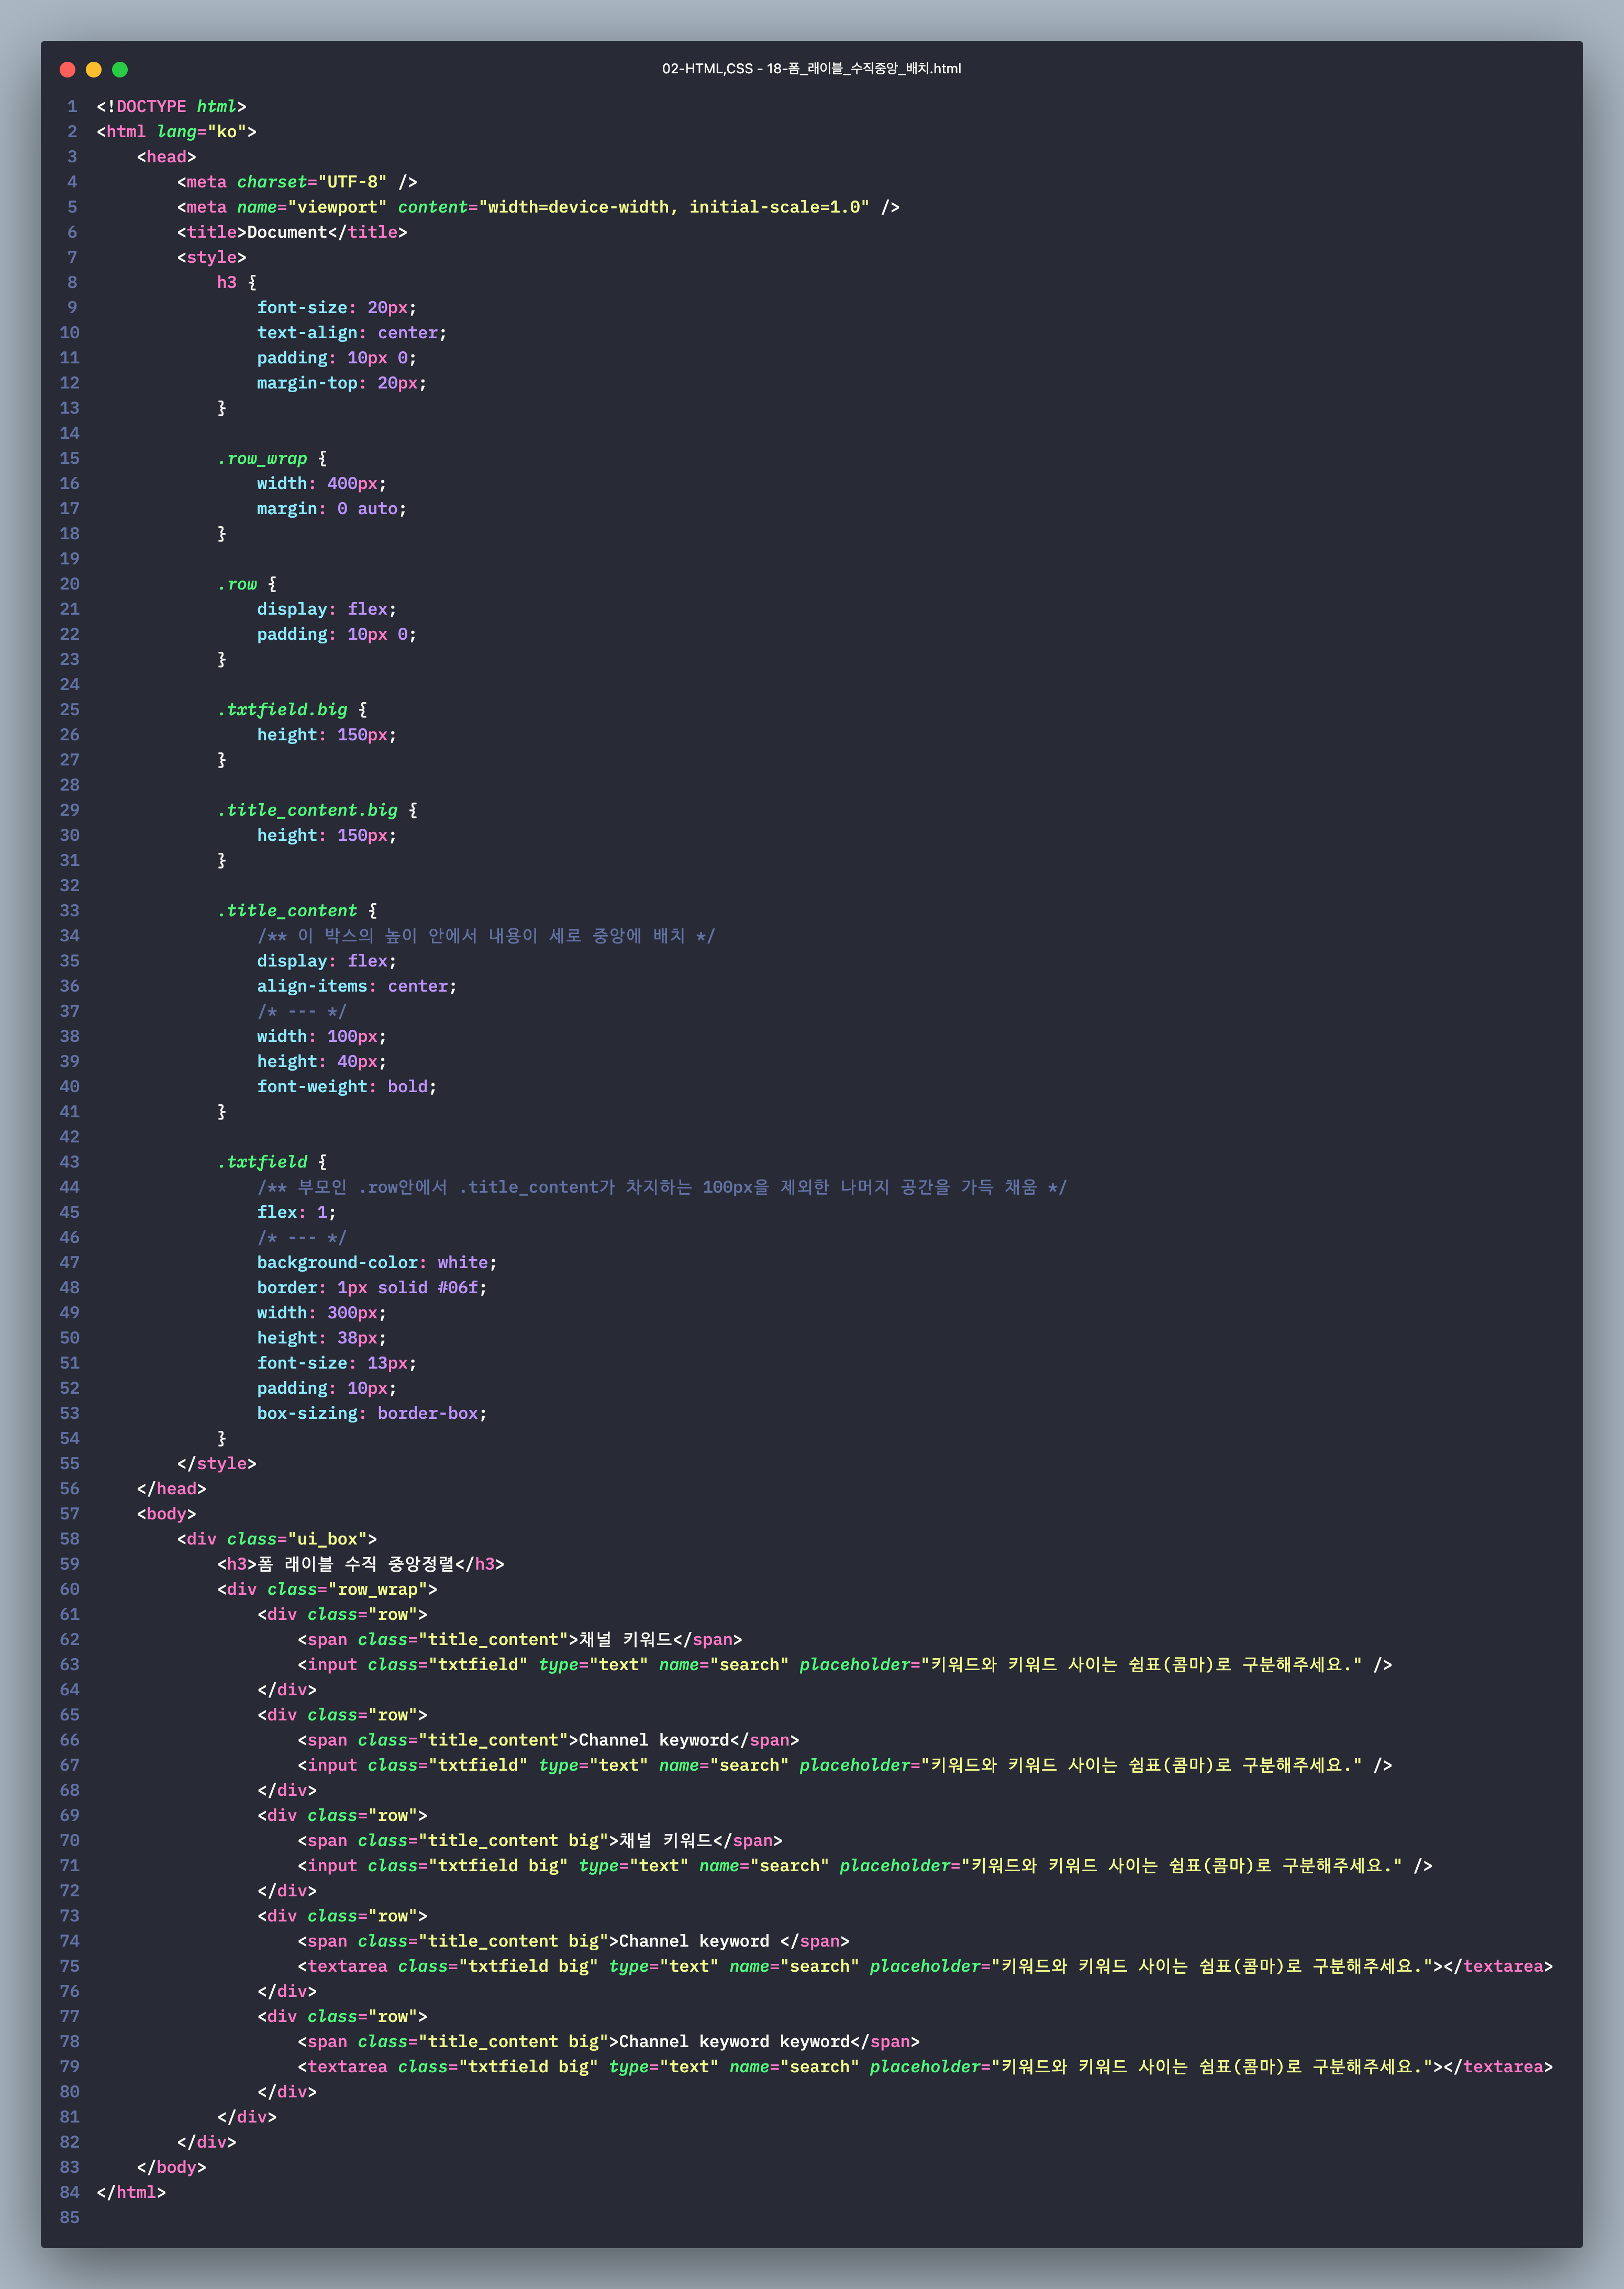 02-HTML,CSS - 18-폼_래이블_수직중앙_배치.html
1 <!DOCTYPE html>
2 <html lang="ko">
3     <head>
4         <meta charset="UTF-8" />
5         <meta name="viewport" content="width=device-width, initial-scale=1.0" />
6         <title>Document</title>
7         <style>
8             h3 {
9                 font-size: 20px;
10                 text-align: center;
11                 padding: 10px 0;
12                 margin-top: 20px;
13             }
14
15             .row_wrap {
16                 width: 400px;
17                 margin: 0 auto;
18             }
19
20             .row {
21                 display: flex;
22                 padding: 10px 0;
23             }
24
25             .txtfield.big {
26                 height: 150px;
27             }
28
29             .title_content.big {
30                 height: 150px;
31             }
32
33             .title_content {
34                 /** 이 박스의 높이 안에서 내용이 세로 중앙에 배치 */
35                 display: flex;
36                 align-items: center;
37                 /* --- */
38                 width: 100px;
39                 height: 40px;
40                 font-weight: bold;
41             }
42
43             .txtfield {
44                 /** 부모인 .row안에서 .title_content가 차지하는 100px을 제외한 나머지 공간을 가득 채움 */
45                 flex: 1;
46                 /* --- */
47                 background-color: white;
48                 border: 1px solid #06f;
49                 width: 300px;
50                 height: 38px;
51                 font-size: 13px;
52                 padding: 10px;
53                 box-sizing: border-box;
54             }
55         </style>
56     </head>
57     <body>
58         <div class="ui_box">
59             <h3>폼 래이블 수직 중앙정렬</h3>
60             <div class="row_wrap">
61                 <div class="row">
62                     <span class="title_content">채널 키워드</span>
63                     <input class="txtfield" type="text" name="search" placeholder="키워드와 키워드 사이는 쉼표(콤마)로 구분해주세요." />
64                 </div>
65                 <div class="row">
66                     <span class="title_content">Channel keyword</span>
67                     <input class="txtfield" type="text" name="search" placeholder="키워드와 키워드 사이는 쉼표(콤마)로 구분해주세요." />
68                 </div>
69                 <div class="row">
70                     <span class="title_content big">채널 키워드</span>
71                     <input class="txtfield big" type="text" name="search" placeholder="키워드와 키워드 사이는 쉼표(콤마)로 구분해주세요." />
72                 </div>
73                 <div class="row">
74                     <span class="title_content big">Channel keyword </span>
75                     <textarea class="txtfield big" type="text" name="search" placeholder="키워드와 키워드 사이는 쉼표(콤마)로 구분해주세요."></textarea>
76                 </div>
77                 <div class="row">
78                     <span class="title_content big">Channel keyword keyword</span>
79                     <textarea class="txtfield big" type="text" name="search" placeholder="키워드와 키워드 사이는 쉼표(콤마)로 구분해주세요."></textarea>
80                 </div>
81             </div>
82         </div>
83     </body>
84 </html>
85